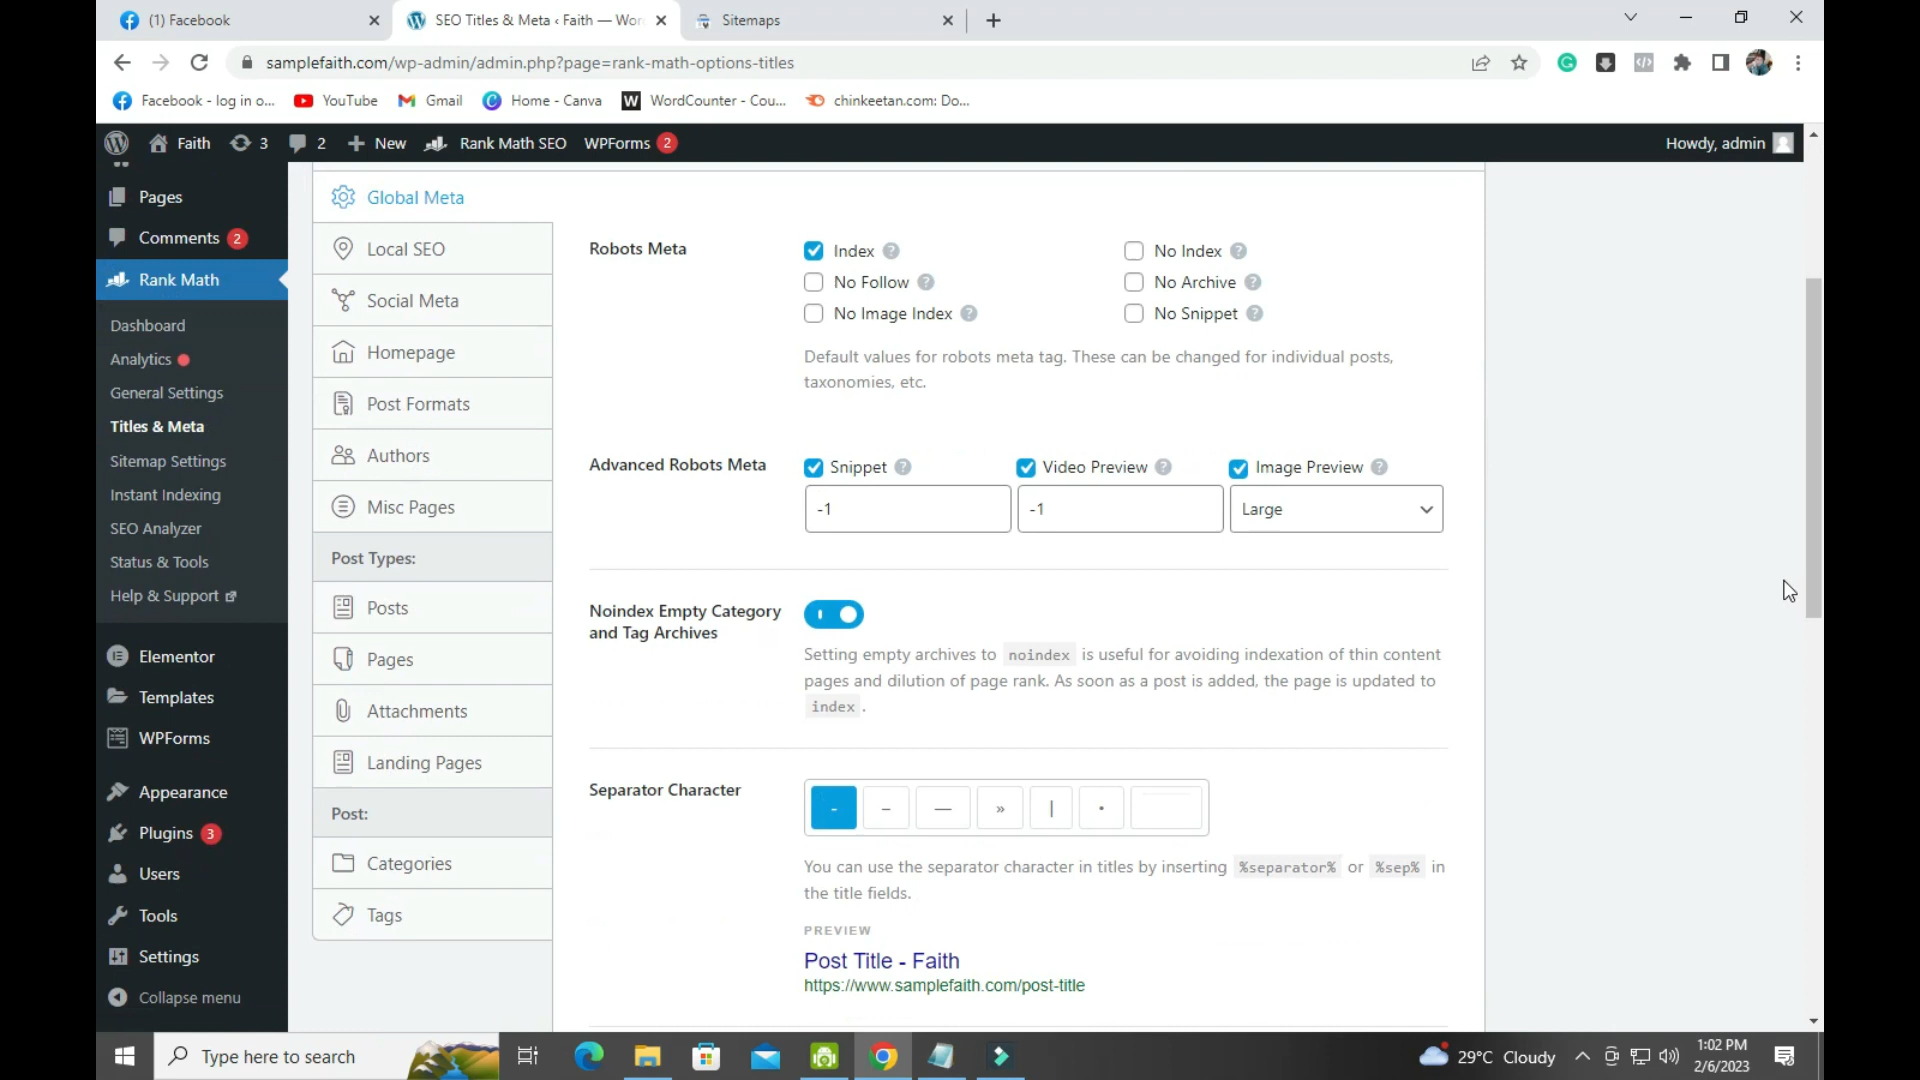 (1) Facebook
SEO Titles & Meta ‹ Faith — Wor
Sitemaps
samplefaith.com/wp-admin/admin.php?page=rank-math-options-titles
Facebook - log in o...
YouTube
Gmail
Home - Canva
WordCounter - Cou...
chinkeetan.com: Do...
Faith
3
2
New
Rank Math SEO
WPForms 2
Howdy, admin
Pages
Comments 2
Rank Math
Dashboard
Analytics
General Settings
Titles & Meta
Sitemap Settings
Instant Indexing
SEO Analyzer
Status & Tools
Help & Support
Elementor
Templates
WPForms
Appearance
Plugins 3
Users
Tools
Settings
Collapse menu
Global Meta
Local SEO
Social Meta
Homepage
Post Formats
Authors
Misc Pages
Post Types:
Posts
Pages
Attachments
Landing Pages
Post:
Categories
Tags
Robots Meta
Index ?
No Index ?
No Follow ?
No Archive ?
No Image Index ?
No Snippet ?
Default values for robots meta tag. These can be changed for individual posts,
taxonomies, etc.
Advanced Robots Meta
Snippet ?
Video Preview ?
Image Preview ?
-1
-1
Large
Noindex Empty Category
and Tag Archives
Setting empty archives to noindex is useful for avoiding indexation of thin content
pages and dilution of page rank. As soon as a post is added, the page is updated to
index .
Separator Character
- – — » | •
You can use the separator character in titles by inserting %separator% or %sep% in
the title fields.
PREVIEW
Post Title - Faith
https://www.samplefaith.com/post-title
Type here to search
29°C Cloudy
1:02 PM
2/6/2023